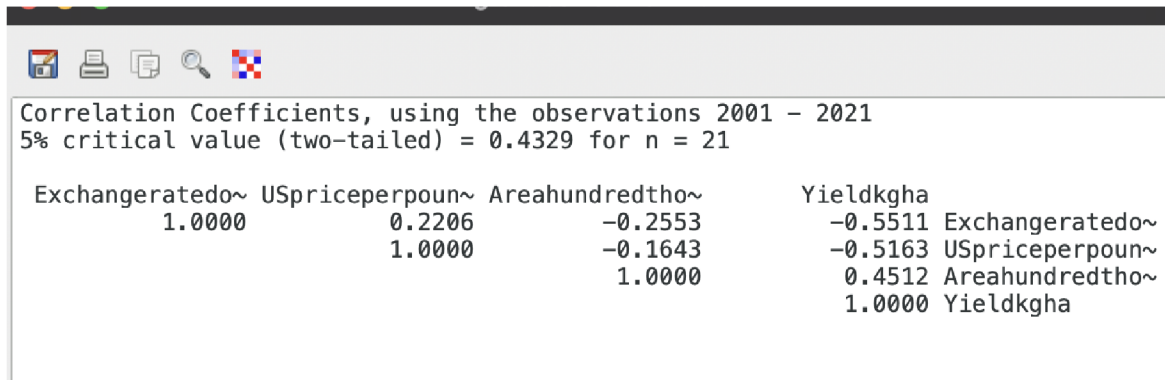 Correlation Coefficients, using the observations 2001 – 2021
5% critical value (two–tailed) = 0.4329 for n = 21
Exchangeratedo~ USpriceperpoun~ Areahundredtho~ Yieldkgha
1.0000 0.2206 –0.2553 –0.5511 Exchangeratedo~
1.0000 –0.1643 –0.5163 USpriceperpoun~
1.0000 0.4512 Areahundredtho~
1.0000 Yieldkgha